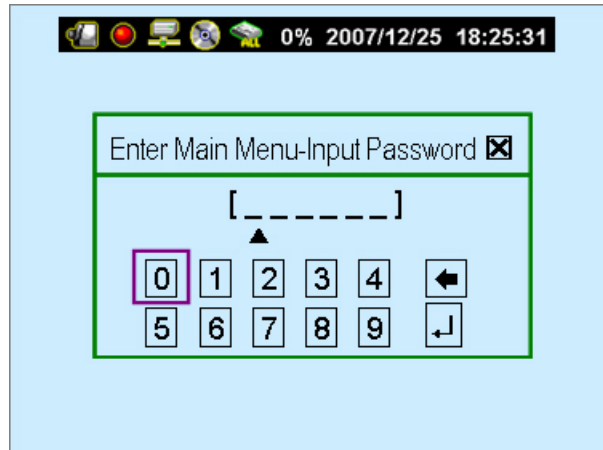 ALL 0% 2007/12/25 18:25:31
Enter Main Menu-Input Password
[_ _ _ _ _ _]
0 1 2 3 4
5 6 7 8 9